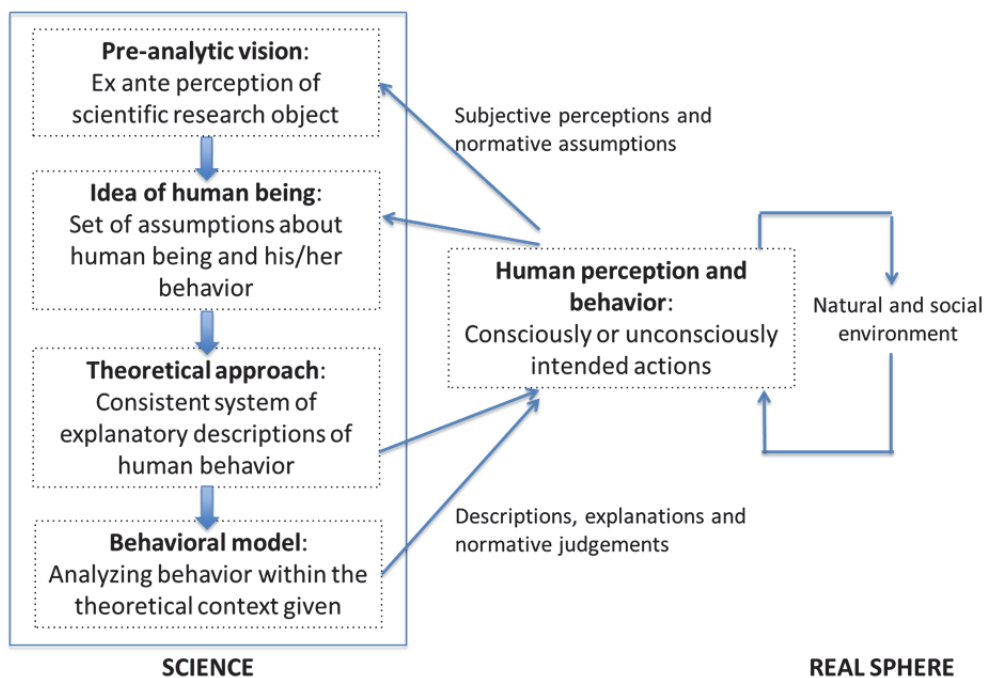 Pre-analytic vision:
Ex ante perception of
scientific research object
Idea of human being:
Set of assumptions about
human being and his/her
behavior
Theoretical approach:
Consistent system of
explanatory descriptions of
human behavior
Behavioral model:
Analyzing behavior within the
theoretical context given
SCIENCE
Subjective perceptions and
normative assumptions
Human perception and
behavior:
Consciously or unconsciously
intended actions
Descriptions, explanations and
normative judgements
Natural and social
environment
REAL SPHERE